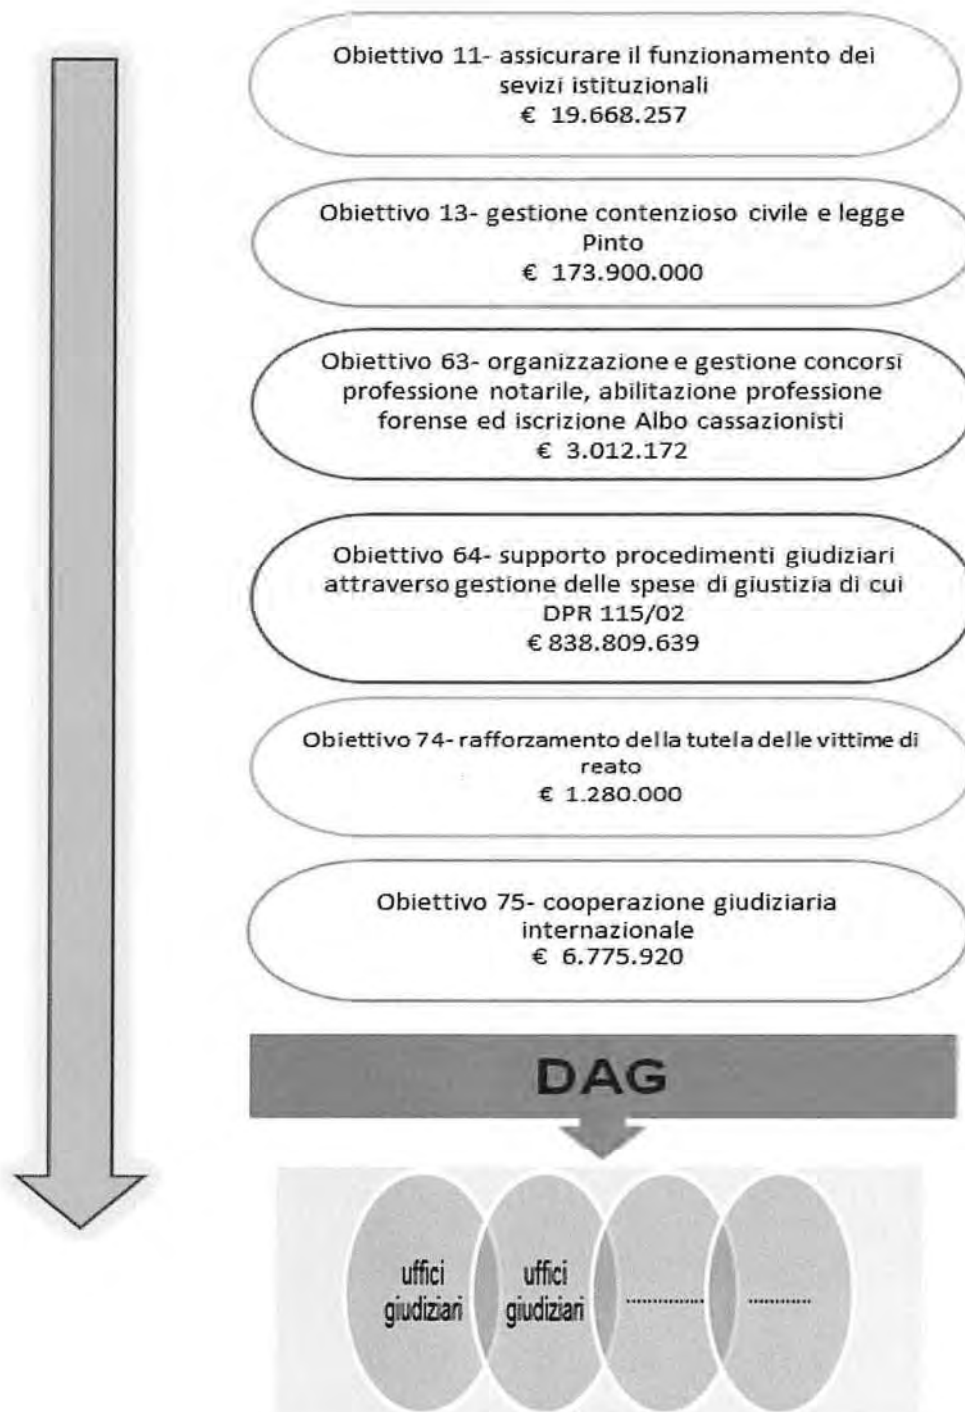 Obiettivo 11- assicurare il funzionamento dei
sevizi istituzionali
€ 19.668.257
Obiettivo 13- gestione contenzioso civile e legge
Pinto
€ 173.900.000
Obiettivo 63- organizzazione e gestione concorsi
professione notarile, abilitazione professione
forense ed iscrizione Albo cassazionisti
€ 3.012.172
Obiettivo 64- supporto procedimenti giudiziari
attraverso gestione delle spese di giustizia di cui
DPR 115/02
€ 838.809.639
Obiettivo 74- rafforzamento della tutela delle vittime di
reato
€ 1.280.000
Obiettivo 75- cooperazione giudiziaria
internazionale
€ 6.775.920
DAG
uffici
giudiziari
uffici
giudiziari
..............
...........